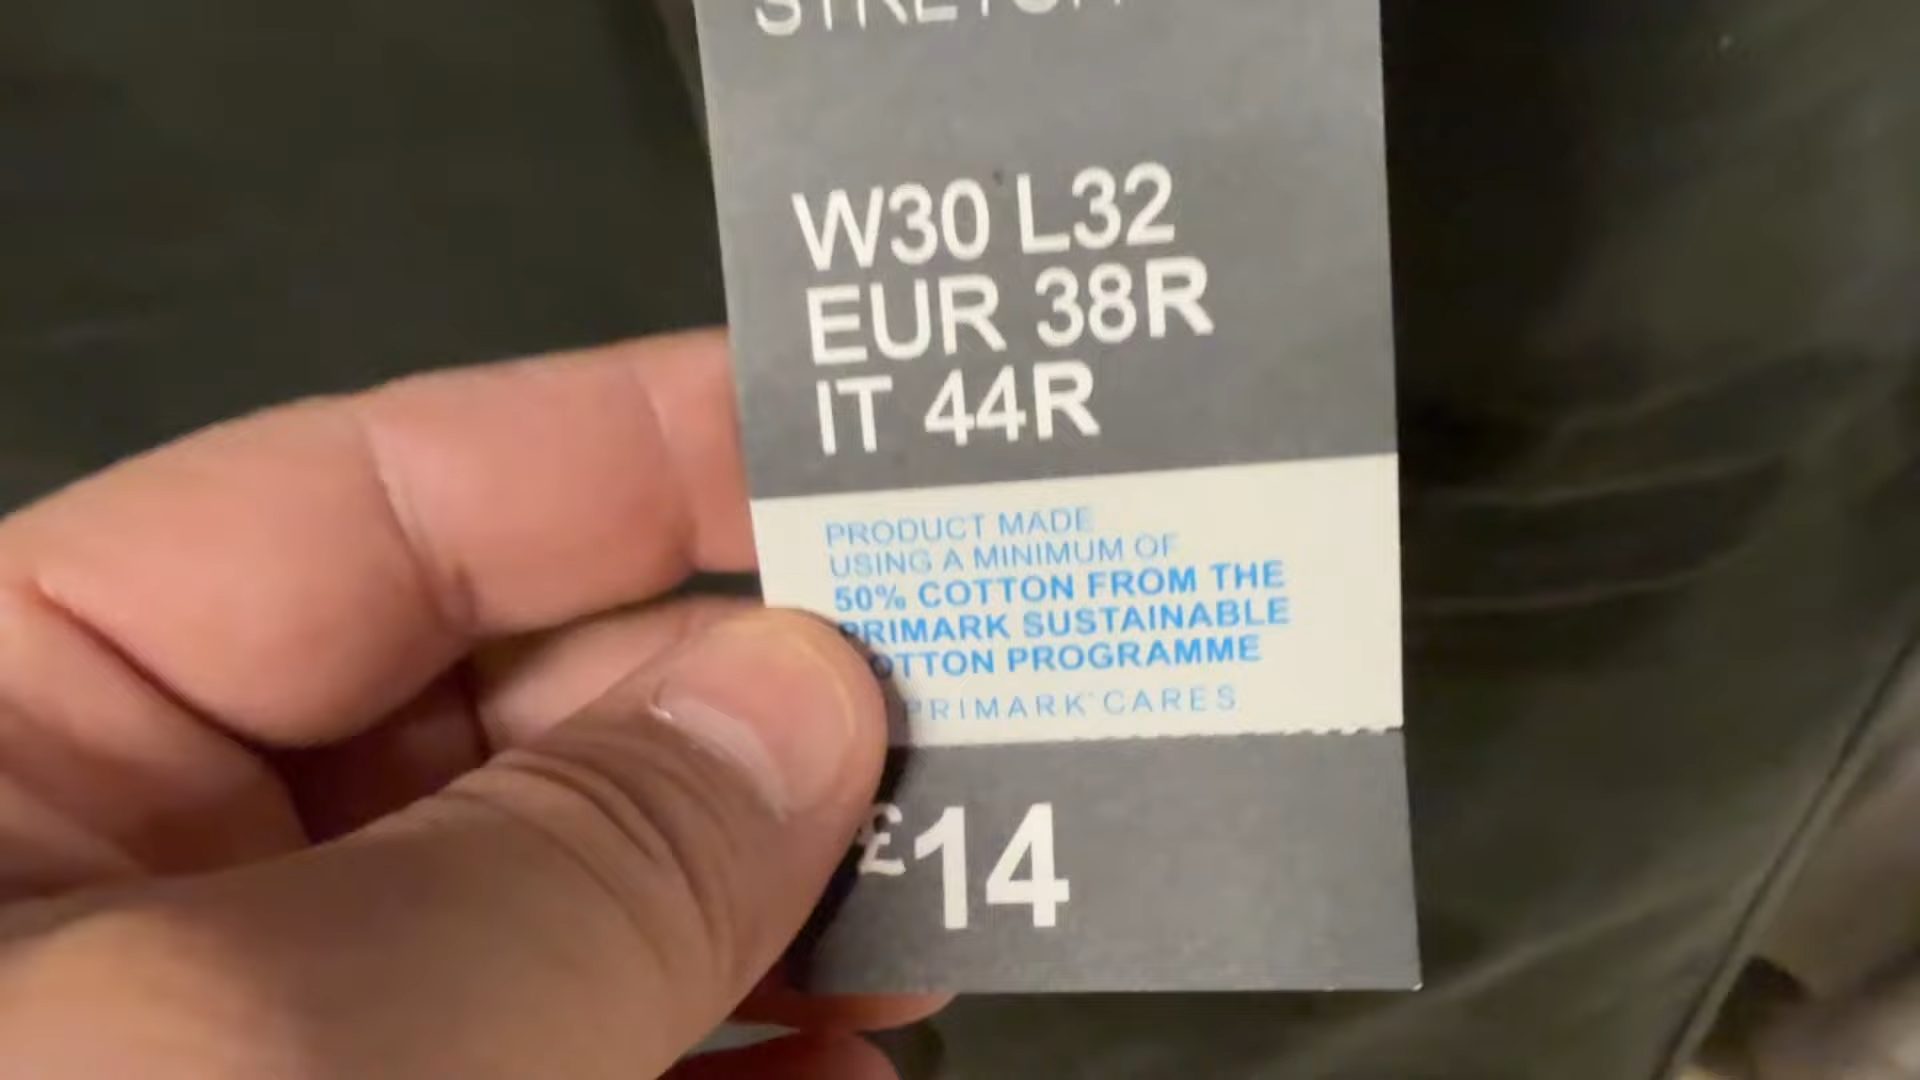 STRETCH
W30 L32
EUR 38R
IT 44R
PRODUCT MADE
USING A MINIMUM OF
50% COTTON FROM THE
PRIMARK SUSTAINABLE
COTTON PROGRAMME
PRIMARK CARES
£14